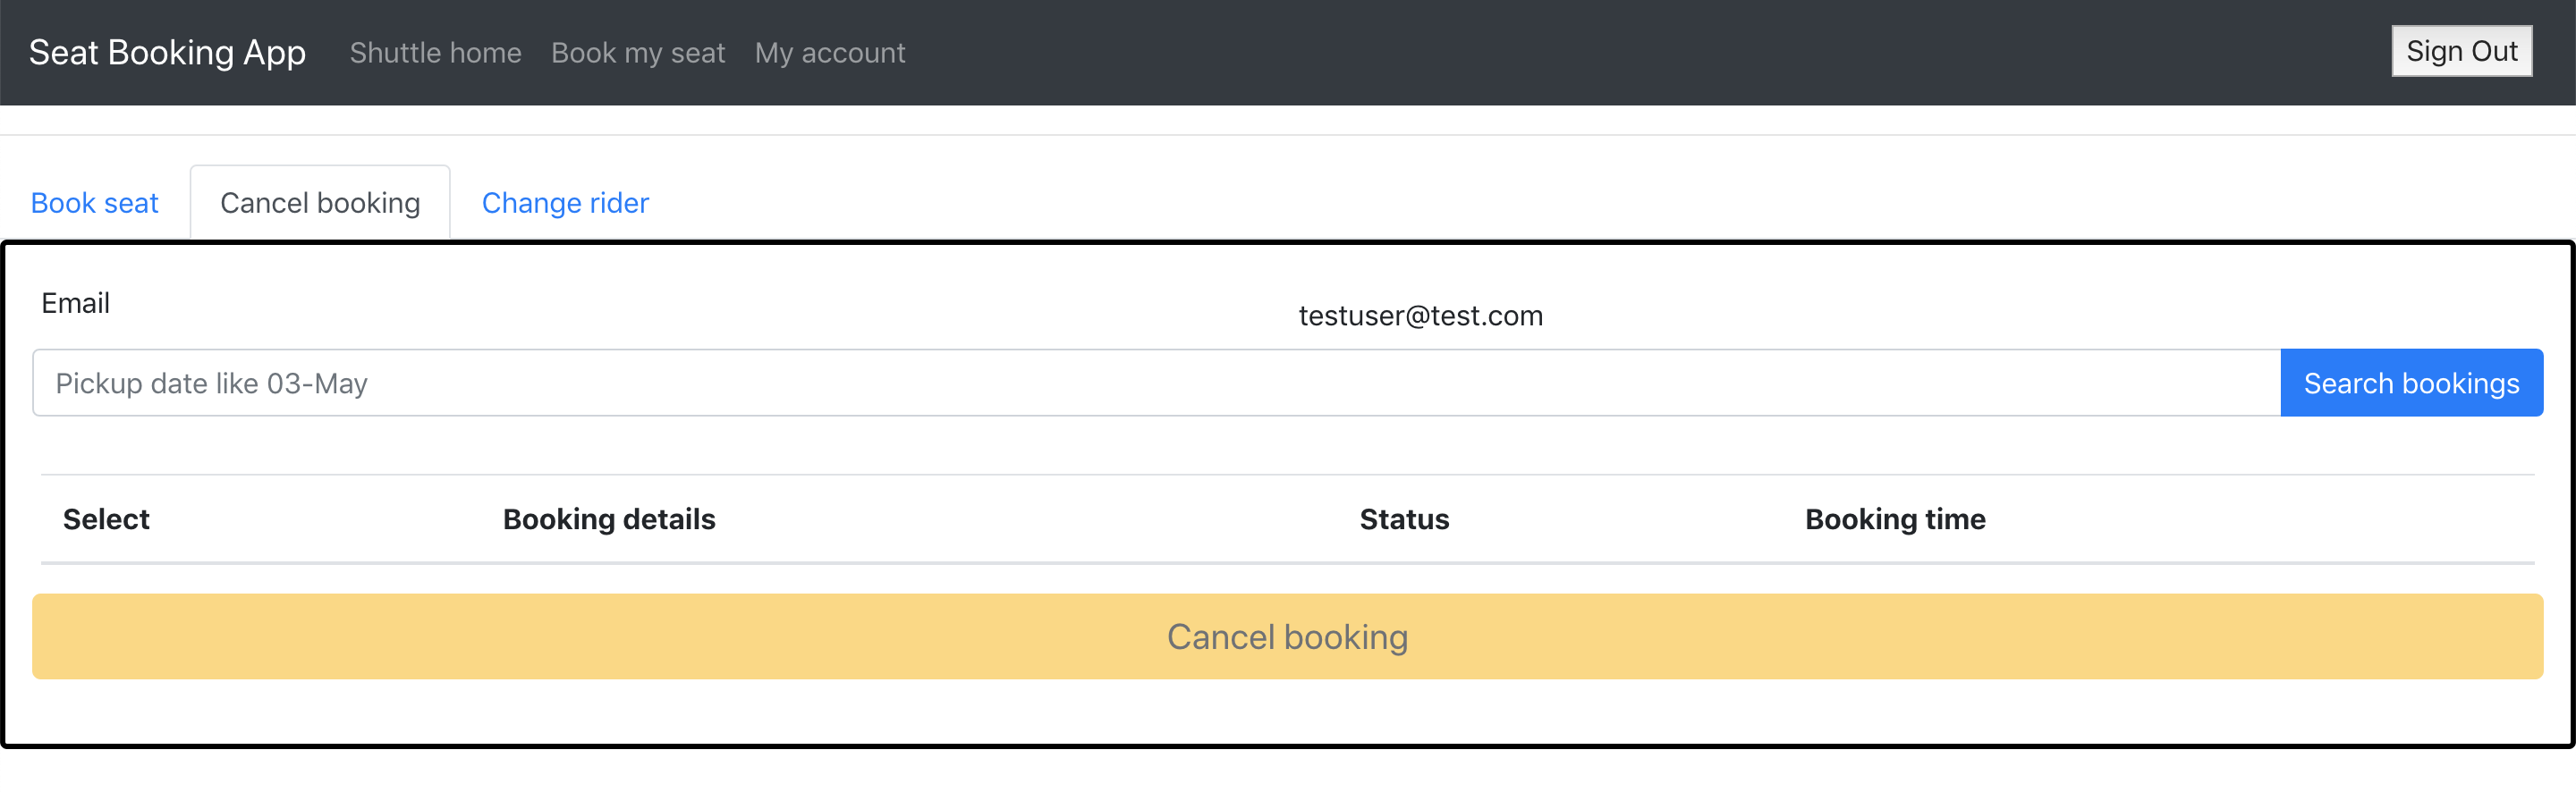 Seat Booking App Shuttle home Book my seat My account Sign Out
Book seat Cancel booking Change rider
Email
testuser@test.com
Pickup date like 03-May Search bookings
Select Booking details Status Booking time
Cancel booking